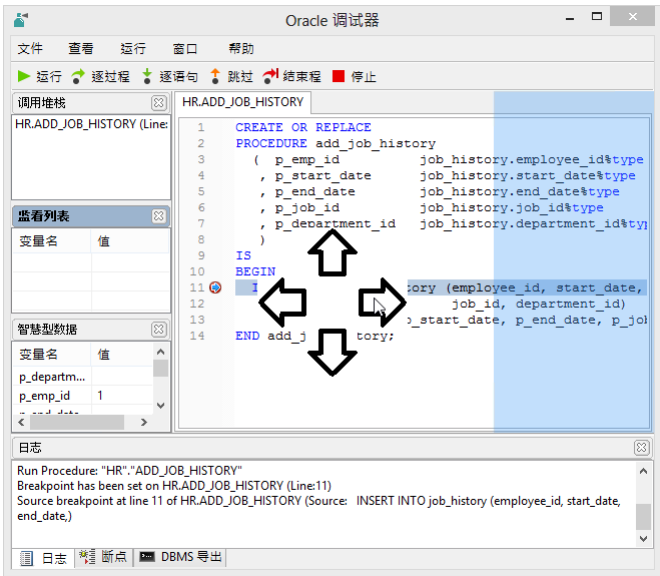 Oracle 调试器
文件 查看 运行 窗口 帮助
运行 逐过程 逐语句 跳过 结束程 停止
调用堆栈
HR.ADD_JOB_HISTORY (Line:
监看列表
变量名 值
智慧型数据
变量名 值
p_departm...
p_emp_id 1
HR.ADD_JOB_HISTORY
1 CREATE OR REPLACE
2 PROCEDURE add_job_history
3 ( p_emp_id job_history.employee_id%type
4 , p_start_date job_history.start_date%type
5 , p_end_date job_history.end_date%type
6 , p_job_id job_history.job_id%type
7 , p_department_id job_history.department_id%ty
8 )
9 IS
10 BEGIN
11 I tory (employee_id, start_date,
12 job_id, department_id)
13 p_start_date, p_end_date, p_jo
14 END add_j tory;
日志
Run Procedure: "HR"."ADD_JOB_HISTORY"
Breakpoint has been set on HR.ADD_JOB_HISTORY (Line:11)
Source breakpoint at line 11 of HR.ADD_JOB_HISTORY (Source: INSERT INTO job_history (employee_id, start_date,
end_date,)
日志 断点 DBMS 导出